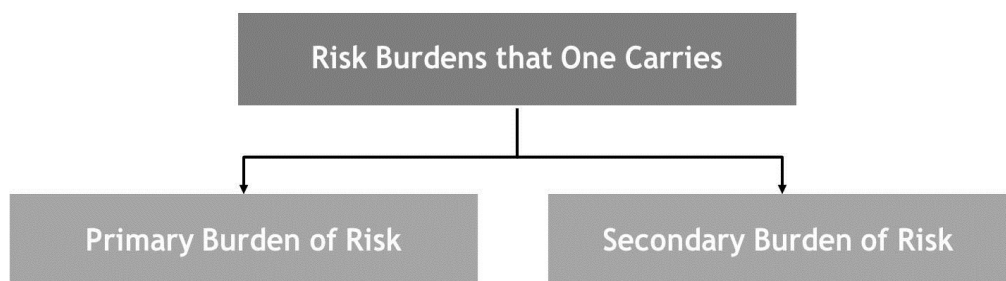 Risk Burdens that One Carries
Primary Burden of Risk
Secondary Burden of Risk